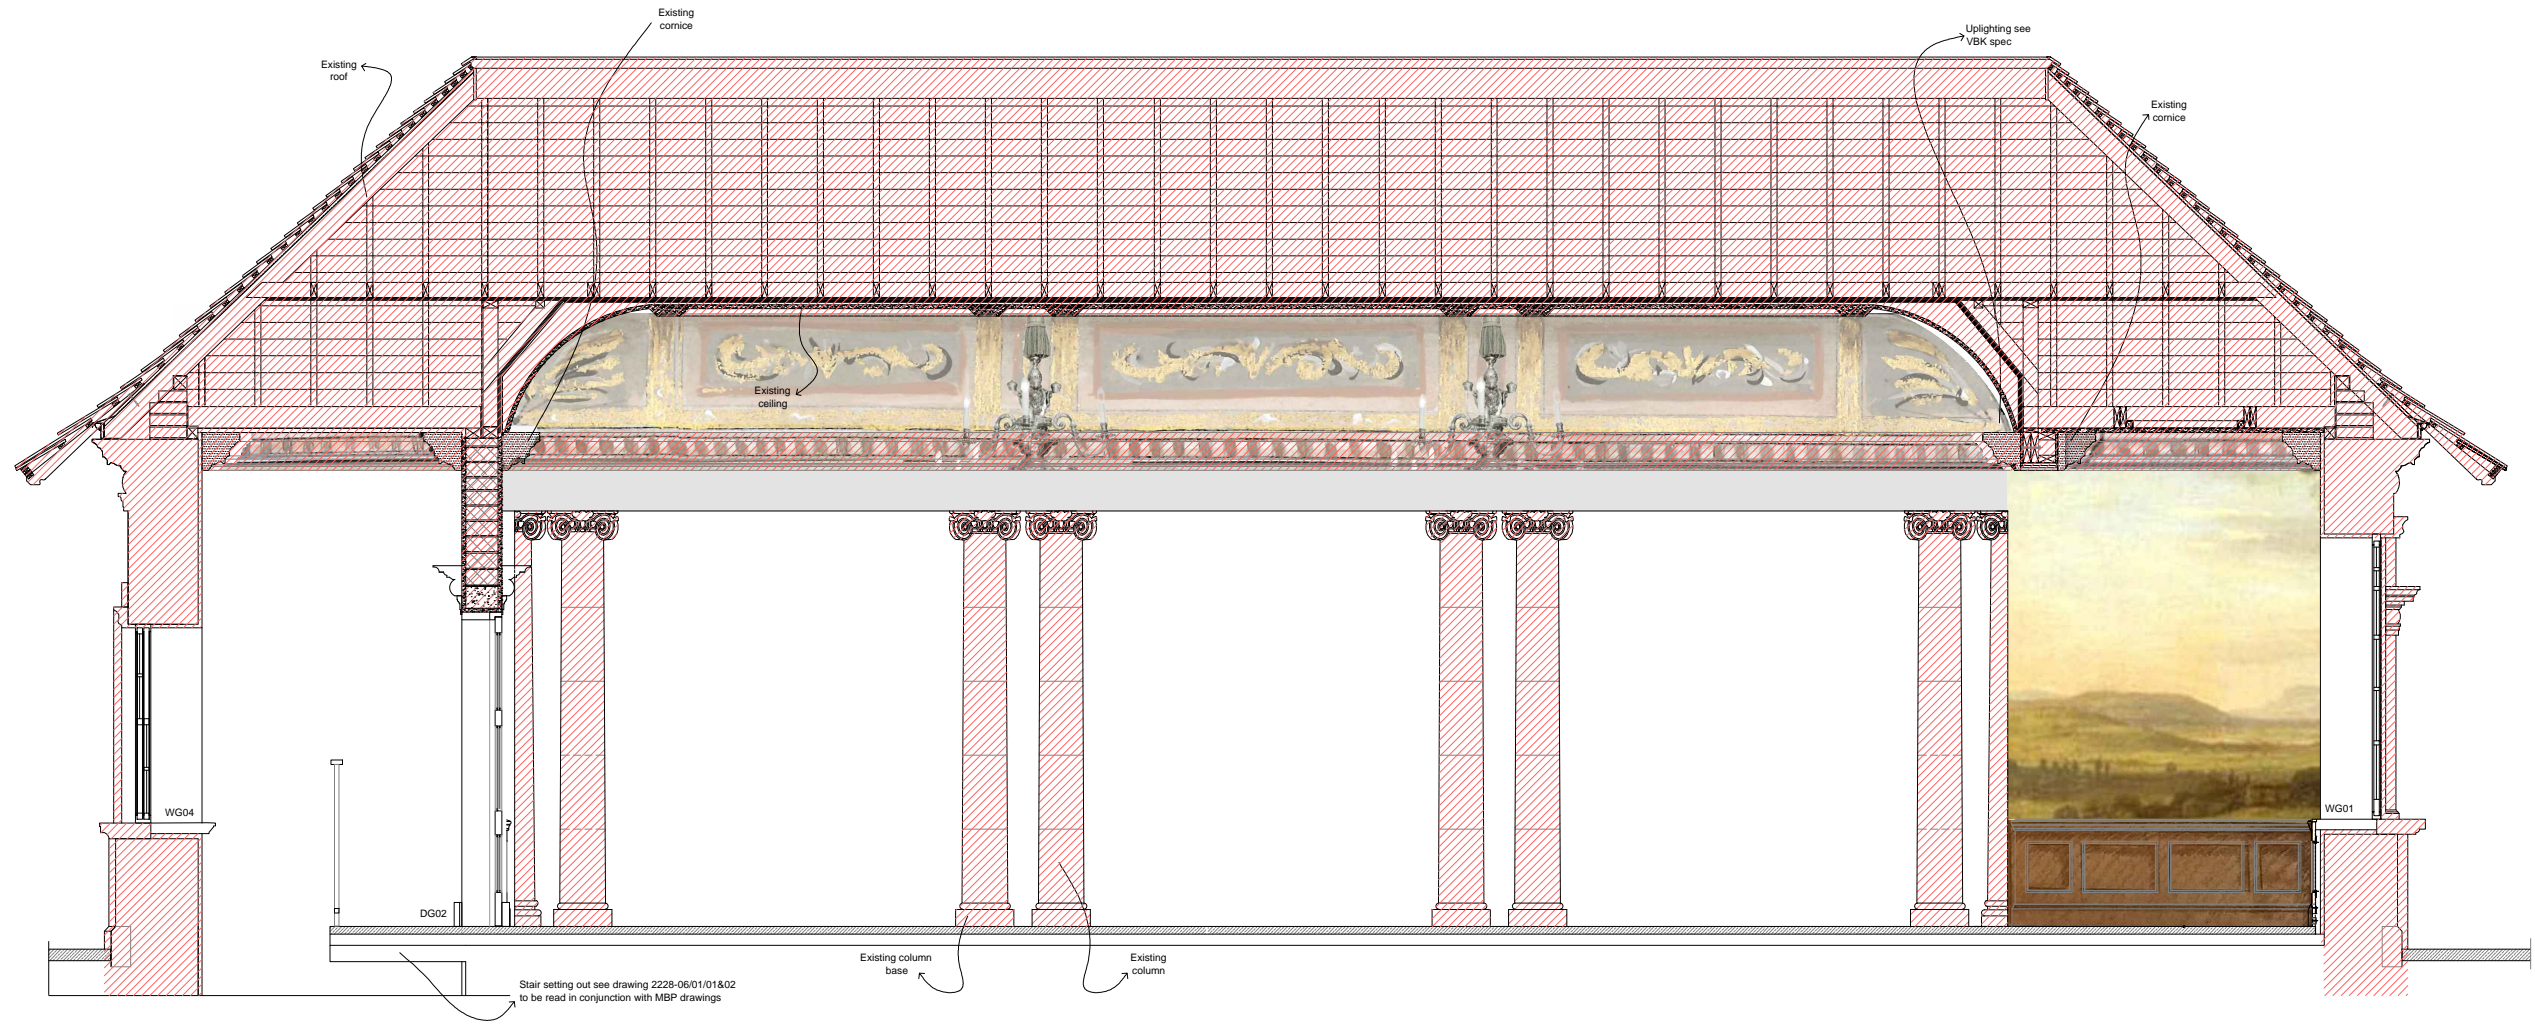 Existing
cornice
Uplighting see
VBK spec
Existing
roof
Existing
cornice
Existing
ceiling
WG04
WG01
DG02
Existing column
base
Existing
column
Stair setting out see drawing 2228-06/01/01&02
to be read in conjunction with MBP drawings